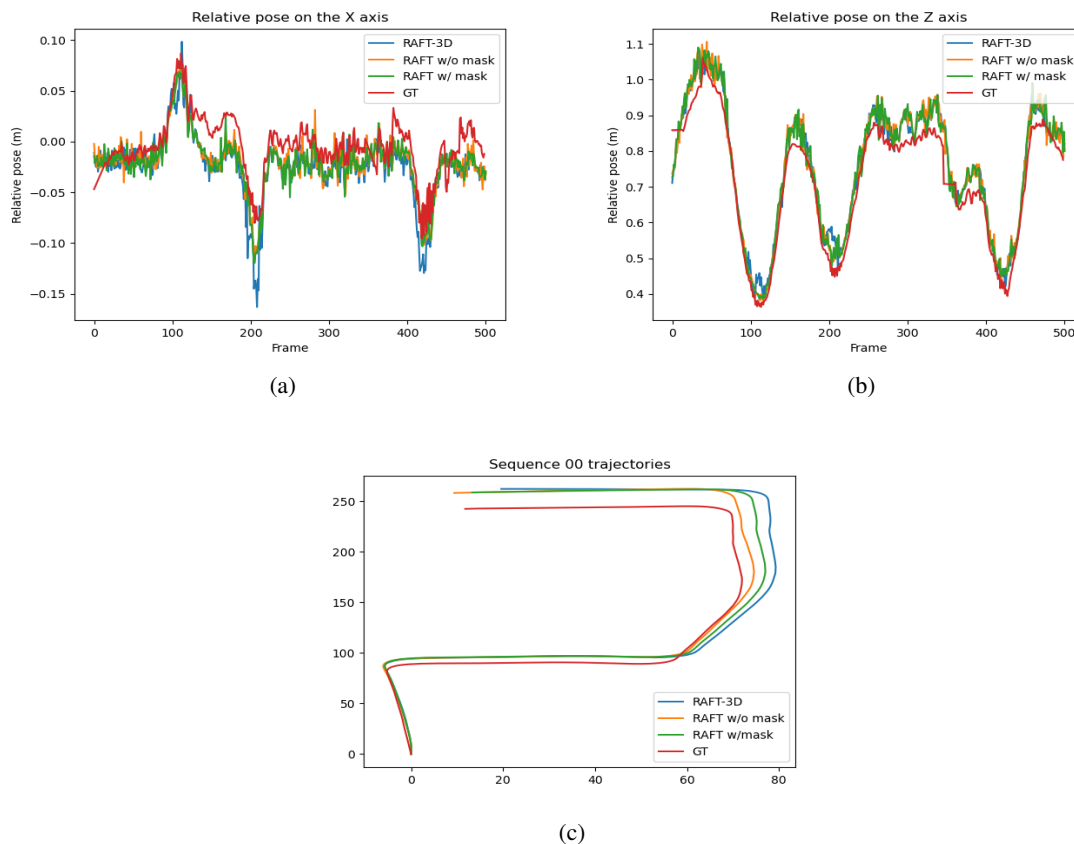 Relative pose on the X axis
RAFT-3D
RAFT w/o mask
RAFT w/ mask
GT
0.10
0.05
0.00
−0.05
−0.10
−0.15
Relative pose (m)
0 100 200 300 400 500
Frame
(a)
Relative pose on the Z axis
RAFT-3D
RAFT w/o mask
RAFT w/ mask
GT
1.1
1.0
0.9
0.8
0.7
0.6
0.5
0.4
Relative pose (m)
0 100 200 300 400 500
Frame
(b)
Sequence 00 trajectories
250
200
150
100
50
0
RAFT-3D
RAFT w/o mask
RAFT w/mask
GT
0 20 40 60 80
(c)